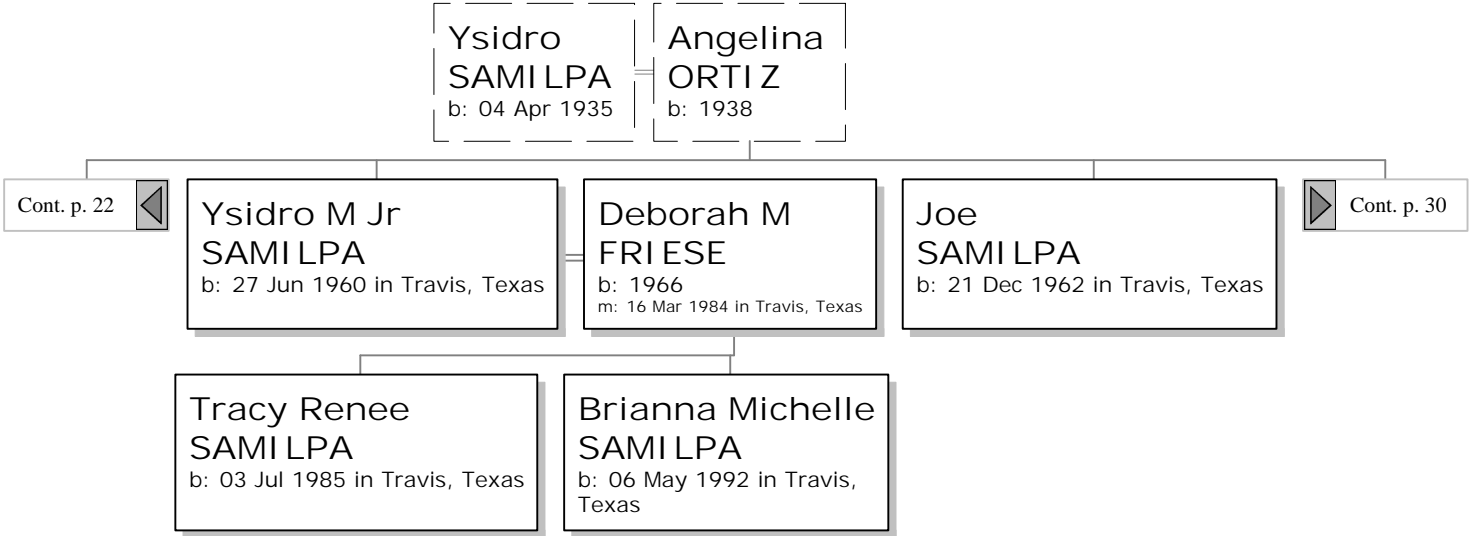 Ysidro
SAMILPA
b: 04 Apr 1935
Angelina
ORTIZ
b: 1938
Cont. p. 22
Ysidro M Jr
SAMILPA
b: 27 Jun 1960 in Travis, Texas
Deborah M
FRIESE
b: 1966
m: 16 Mar 1984 in Travis, Texas
Joe
SAMILPA
b: 21 Dec 1962 in Travis, Texas
Cont. p. 30
Tracy Renee
SAMILPA
b: 03 Jul 1985 in Travis, Texas
Brianna Michelle
SAMILPA
b: 06 May 1992 in Travis,
Texas